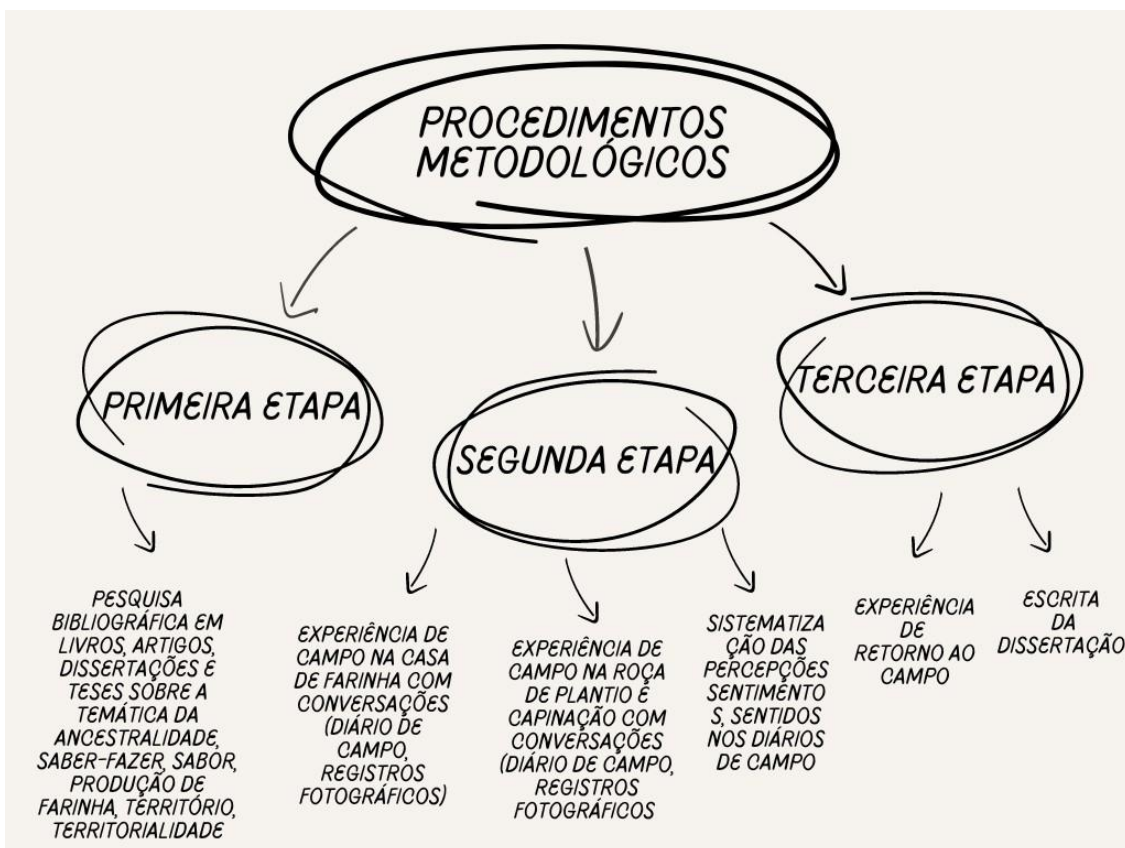 PROCEDIMENTOS
METODOLÓGICOS
PRIMEIRA ETAPA
SEGUNDA ETAPA
TERCEIRA ETAPA
PESQUISA
BIBLIOGRÁFICA EM
LIVROS, ARTIGOS,
DISSERTAÇÕES E
TESES SOBRE A
TEMÁTICA DA
ANCESTRALIDADE,
SABER-FAZER, SABOR,
PRODUÇÃO DE
FARINHA, TERRITÓRIO,
TERRITORIALIDADE
EXPERIÊNCIA DE
CAMPO NA CASA
DE FARINHA COM
CONVERSAÇÕES
(DIÁRIO DE
CAMPO,
REGISTROS
FOTOGRÁFICOS)
EXPERIÊNCIA DE
CAMPO NA ROÇA
DE PLANTIO E
CAPINAÇÃO COM
CONVERSAÇÕES
(DIÁRIO DE CAMPO,
REGISTROS
FOTOGRÁFICOS
SISTEMATIZA
ÇÃO DAS
PERCEPÇÕES
SENTIMENTO
S, SENTIDOS
NOS DIÁRIOS
DE CAMPO
EXPERIÊNCIA
DE
RETORNO AO
CAMPO
ESCRITA
DA
DISSERTAÇÃO